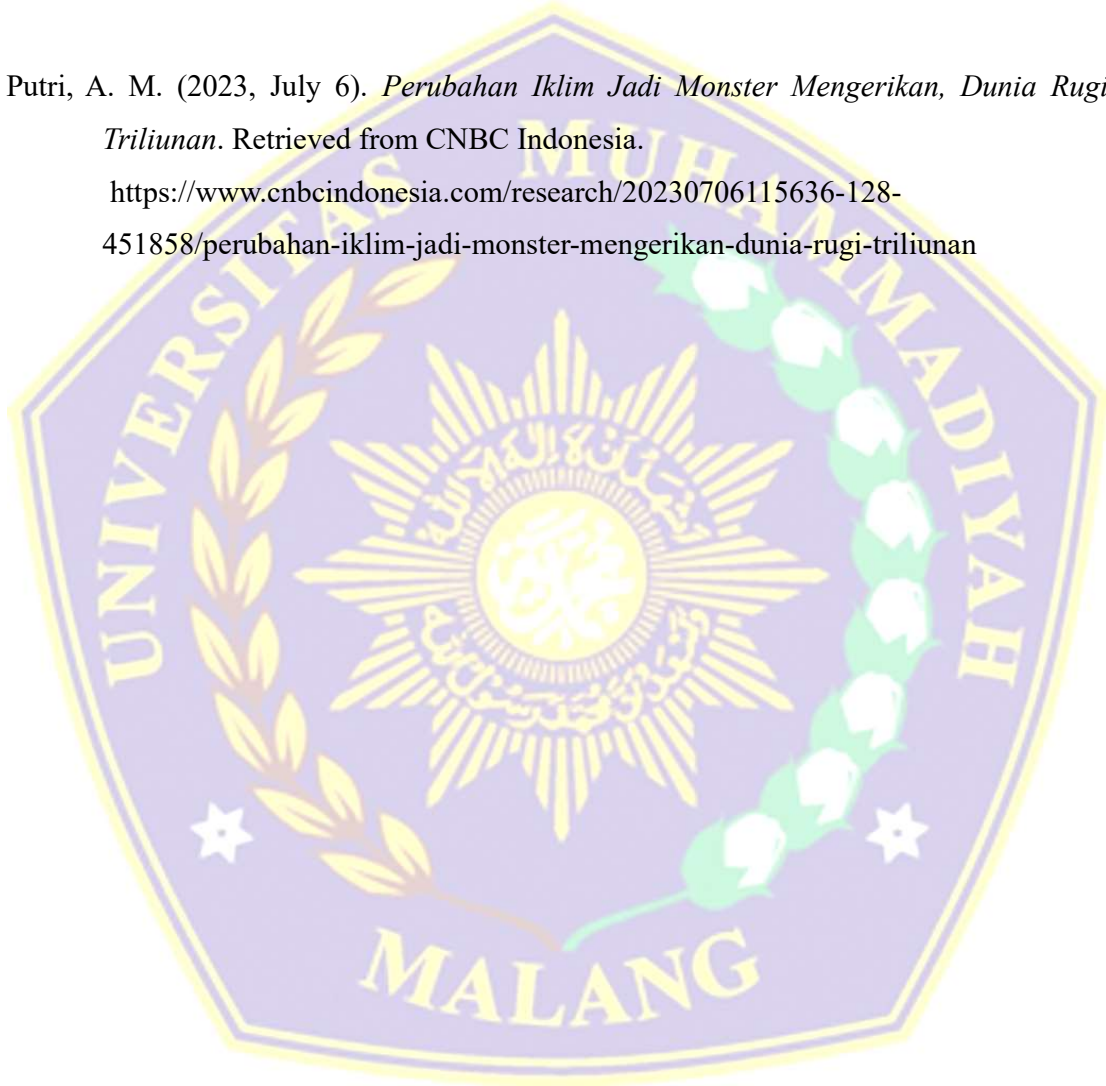 Putri, A. M. (2023, July 6). Perubahan Iklim Jadi Monster Mengerikan, Dunia Rugi
Triliunan. Retrieved from CNBC Indonesia.
https://www.cnbcindonesia.com/research/20230706115636-128-
451858/perubahan-iklim-jadi-monster-mengerikan-dunia-rugi-triliunan
UNIVERSITAS MUHAMMADIYAH
MALANG